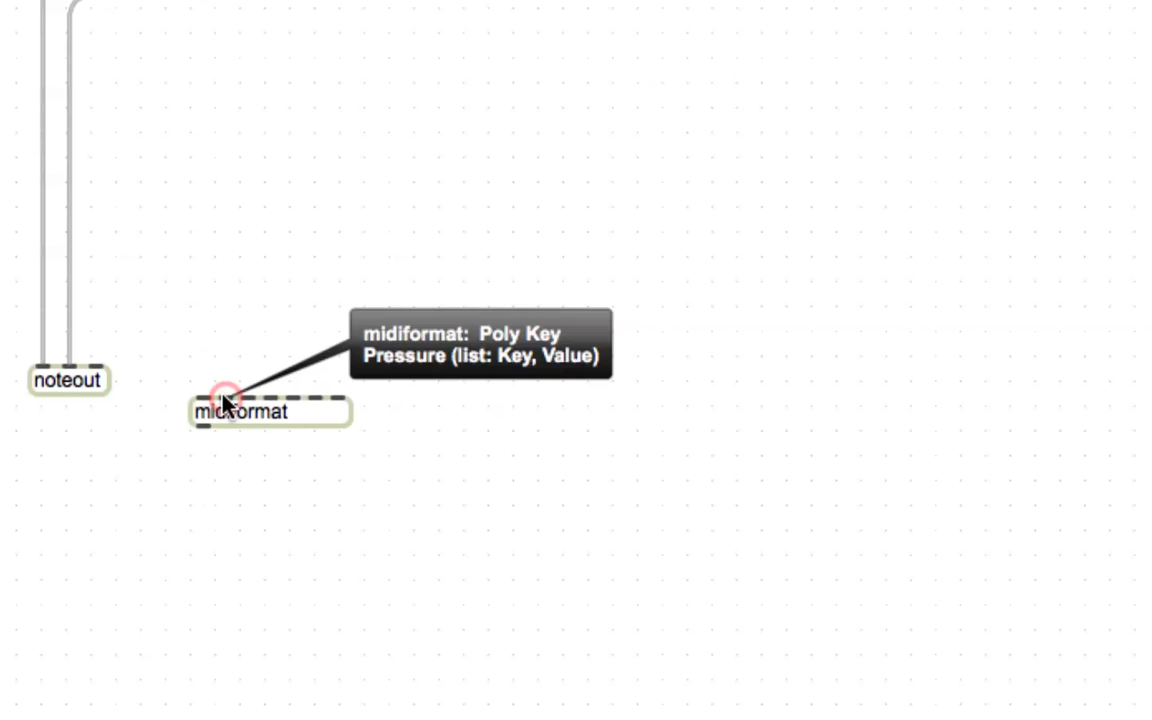 midiformat: Poly Key
Pressure (list: Key, Value)
noteout
midiformat